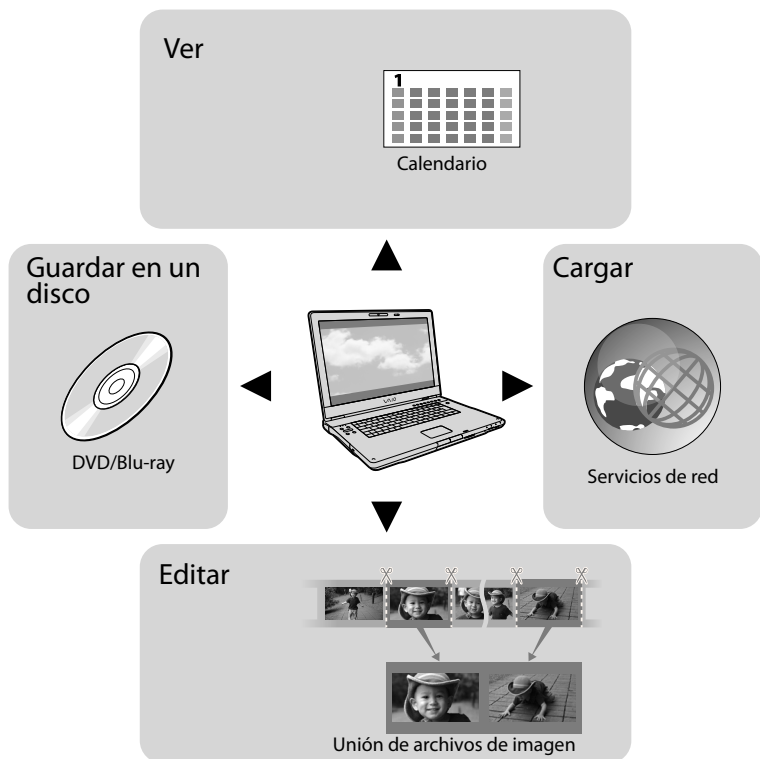 Ver
1
Calendario
Guardar en un
disco
DVD/Blu-ray
Cargar
Servicios de red
VAIO
Editar
Unión de archivos de imagen